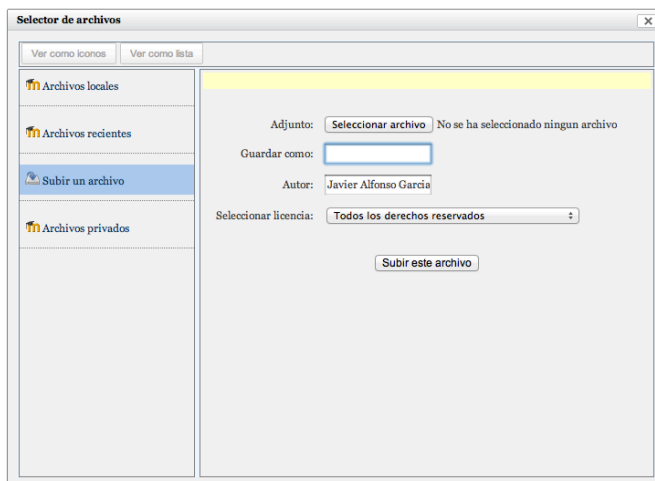 Selector de archivos
Ver como iconos Ver como lista
Archivos locales
Archivos recientes
Subir un archivo
Archivos privados
Adjunto: Seleccionar archivo No se ha seleccionado ningun archivo
Guardar como:
Autor: Javier Alfonso Garcia
Seleccionar licencia: Todos los derechos reservados
Subir este archivo